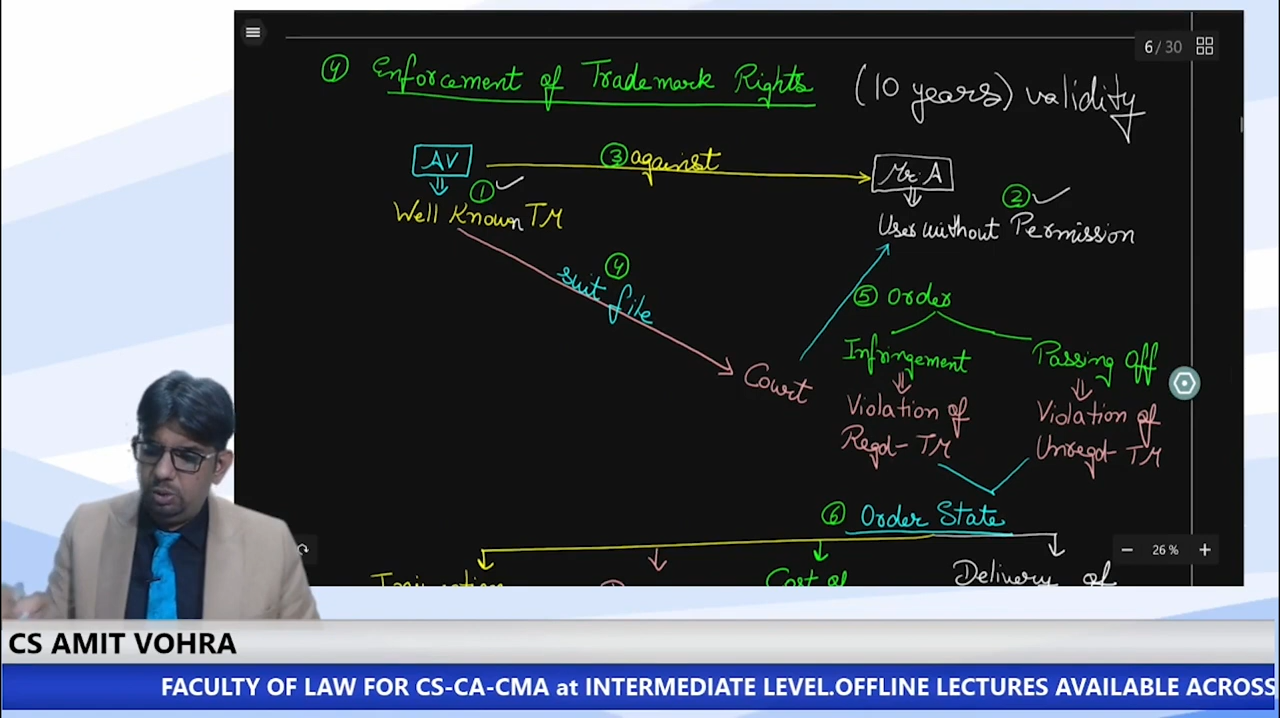 6 / 30
④ Enforcement of Trademark Rights (10 years) validity
AV
③ against
Mr. A
①
Well Known TM
②
User without Permission
④
suit file
Court
⑤ Order
Infringement
Passing off
Violation of
Regd- TM
Violation of
Unregd- TM
⑥ Order State
Cost of
Delivery of
26 %
CS AMIT VOHRA
FACULTY OF LAW FOR CS-CA-CMA at INTERMEDIATE LEVEL.OFFLINE LECTURES AVAILABLE ACROSS